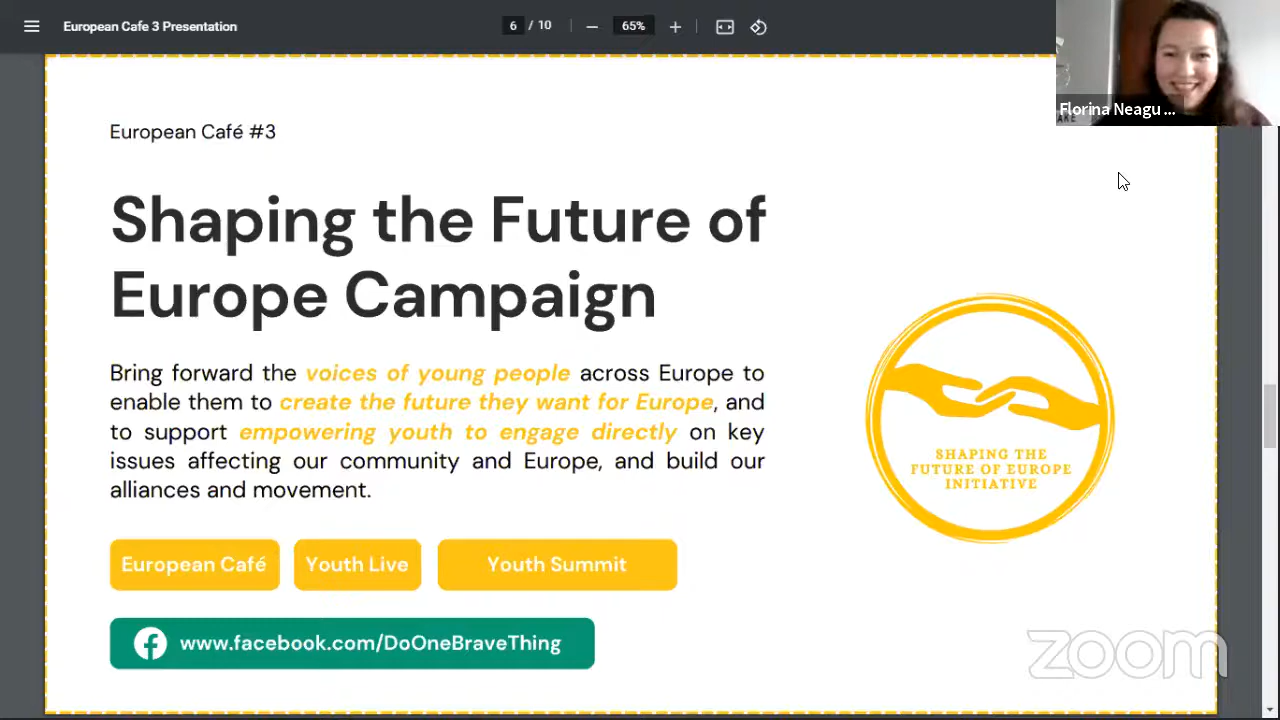 European Cafe 3 Presentation
6 / 10
65%
Florina Neagu ...
AKE
European Café #3
Shaping the Future of
Europe Campaign
Bring forward the voices of young people across Europe to
enable them to create the future they want for Europe, and
to support empowering youth to engage directly on key
issues affecting our community and Europe, and build our
alliances and movement.
SHAPING THE
FUTURE OF EUROPE
INITIATIVE
European Café
Youth Live
Youth Summit
www.facebook.com/DoOneBraveThing
zoom